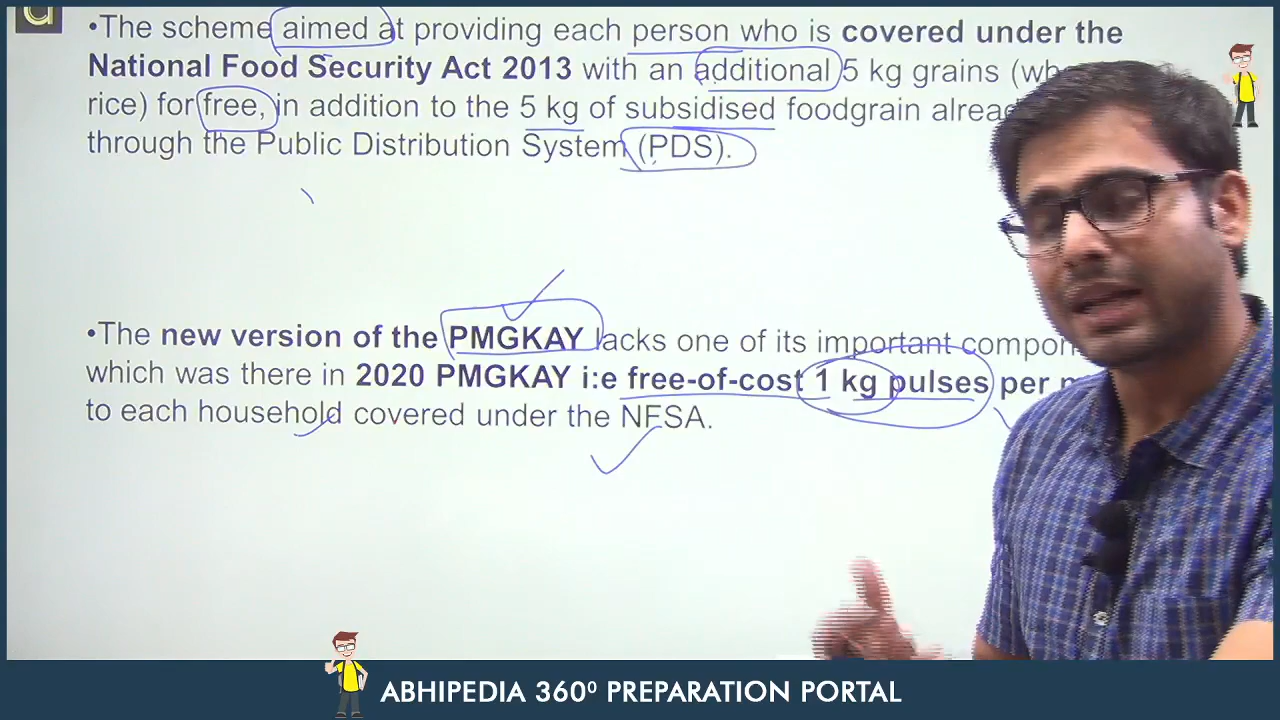 •The scheme aimed at providing each person who is covered under the
National Food Security Act 2013 with an additional 5 kg grains
rice) for free, in addition to the 5 kg of subsidised foodgrain
through the Public Distribution System (PDS).
•The new version of the PMGKAY lacks one of its important
which was there in 2020 PMGKAY i:e free-of-cost 1 kg pulses per
to each household covered under the NFSA.
ABHIPEDIA 360º PREPARATION PORTAL